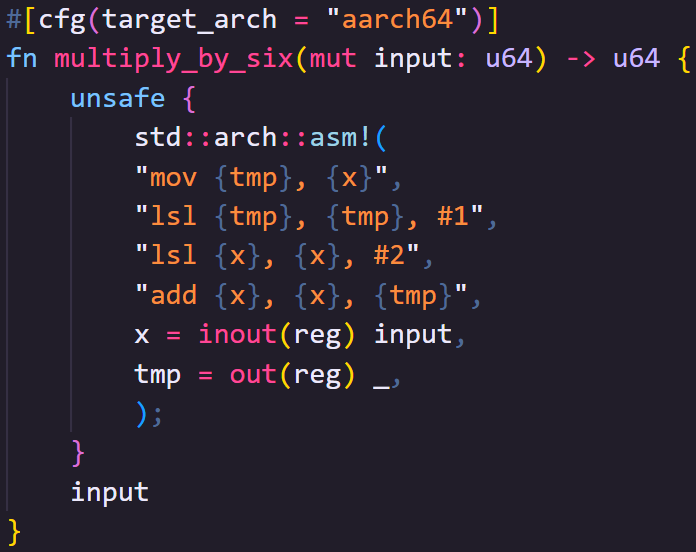 #[cfg(target_arch = "aarch64")]
fn multiply_by_six(mut input: u64) -> u64 {
    unsafe {
        std::arch::asm!(
        "mov {tmp}, {x}",
        "lsl {tmp}, {tmp}, #1",
        "lsl {x}, {x}, #2",
        "add {x}, {x}, {tmp}",
        x = inout(reg) input,
        tmp = out(reg) _,
        );
    }
    input
}